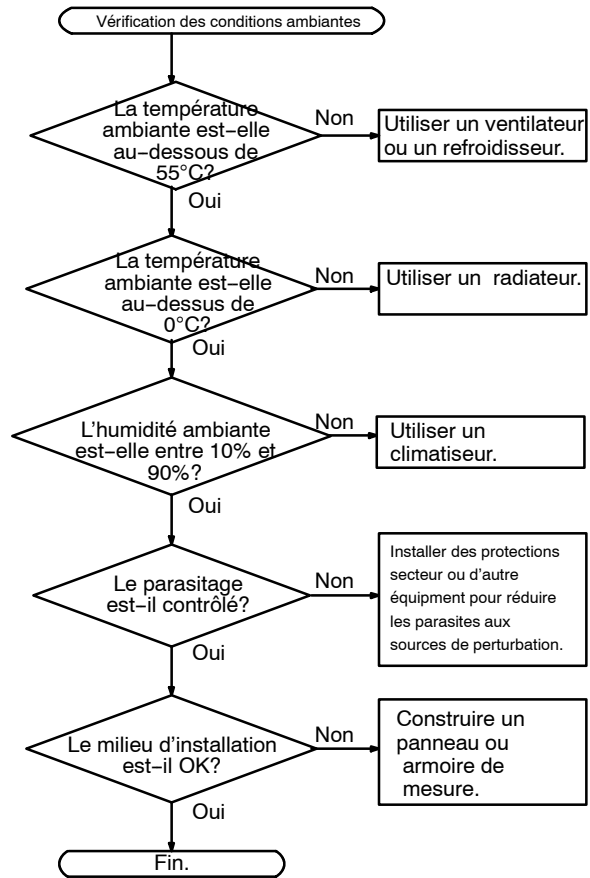 Vérification des conditions ambiantes
La température
ambiante est–elle
au–dessous de
55°C?
Non
Utiliser un ventilateur
ou un refroidisseur.
Oui
La température
ambiante est–elle
au–dessus de
0°C?
Non
Utiliser un  radiateur.
Oui
L'humidité ambiante
est–elle entre 10% et
90%?
Non
Utiliser un
climatiseur.
Oui
Le parasitage
est–il contrôlé?
Non
Installer des protections
secteur ou d'autre
équipment pour réduire
les parasites aux
sources de perturbation.
Oui
Le milieu d'installation
est–il OK?
Non
Construire un
panneau ou
armoire de
mesure.
Oui
Fin.